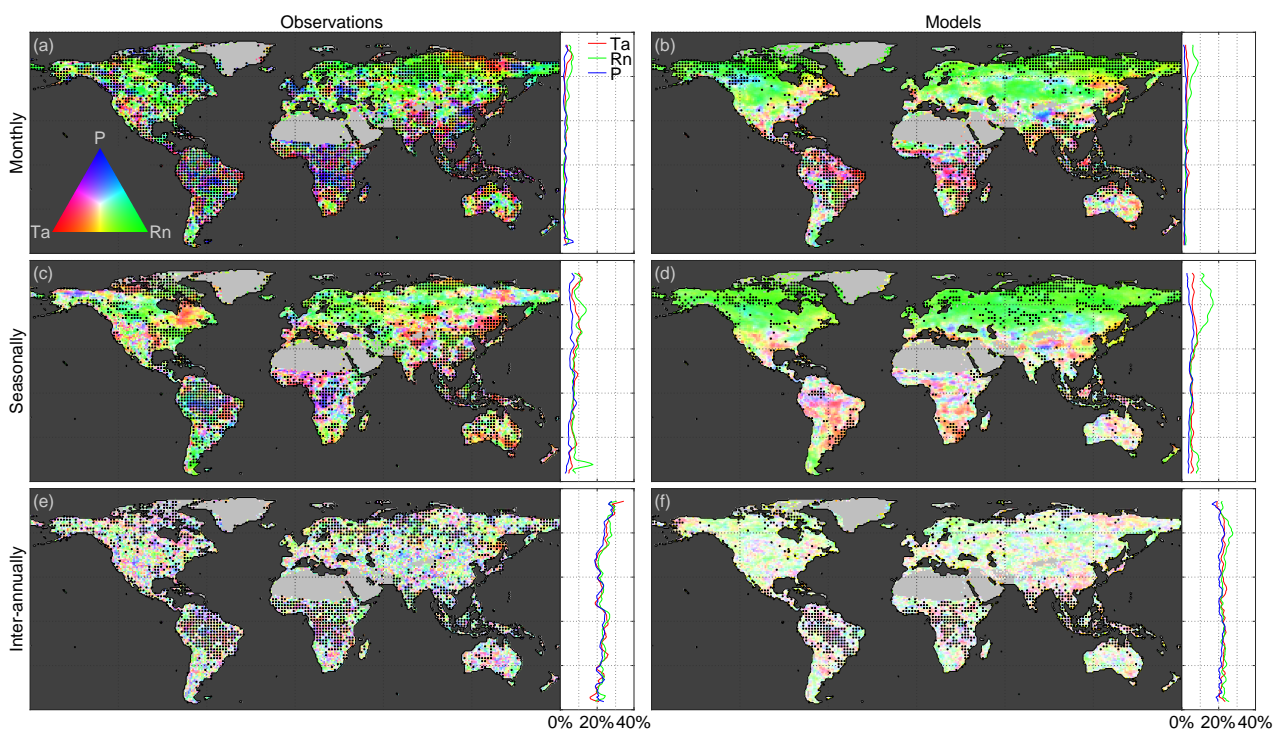 Observations
Models
Monthly
(a)
Ta
Rn
P
(b)
P
Ta
Rn
Seasonally
(c)
(d)
Inter-annually
(e)
(f)
0% 20% 40%
0% 20% 40%